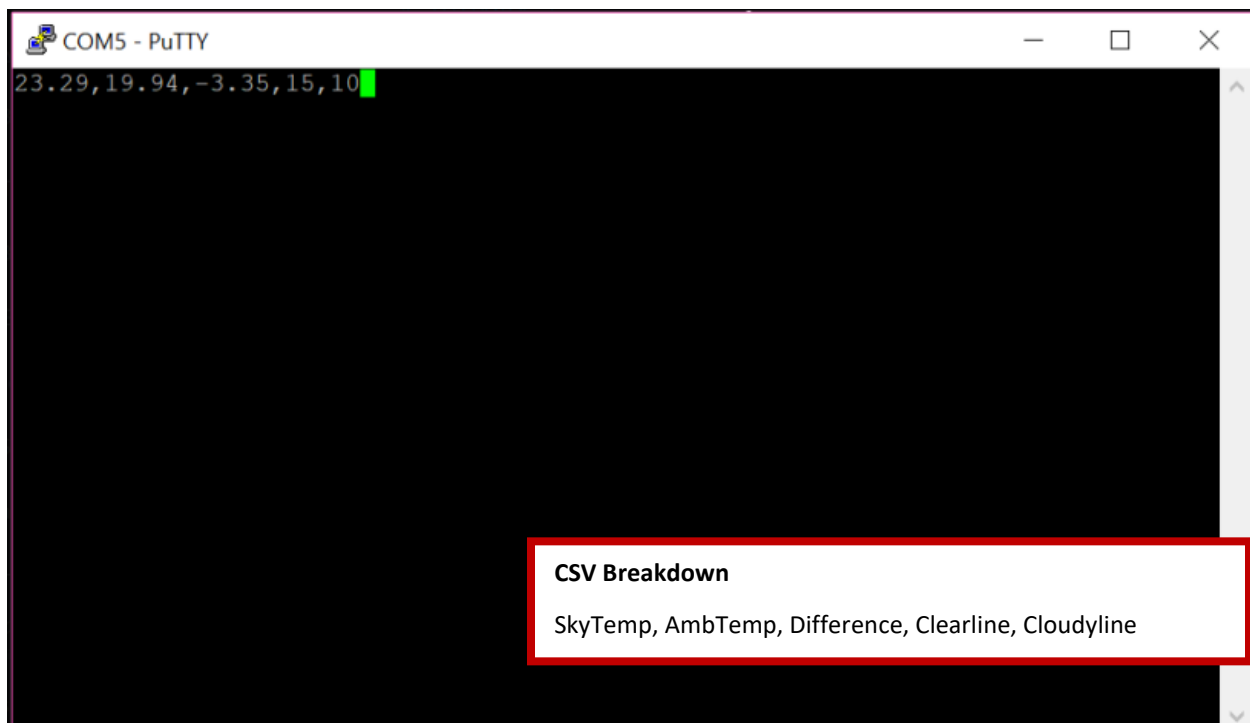 COM5 - PuTTY
23.29,19.94,-3.35,15,10
CSV Breakdown
SkyTemp, AmbTemp, Difference, Clearline, Cloudyline